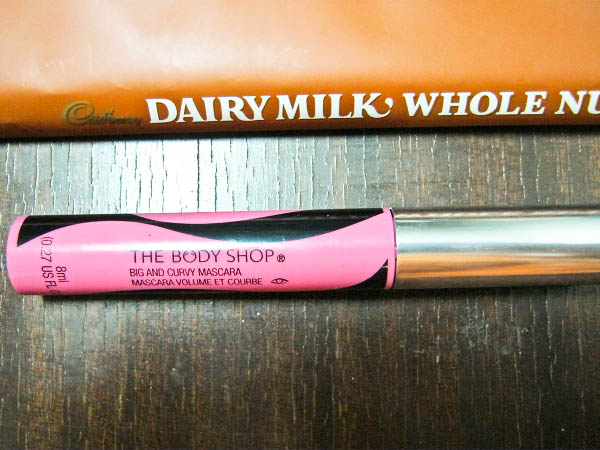 Cadbury DAIRY MILK, WHOLE NU
THE BODY SHOP®
BIG AND CURVY MASCARA
MASCARA VOLUME ET COURBE
8ml
(0.27 US FL